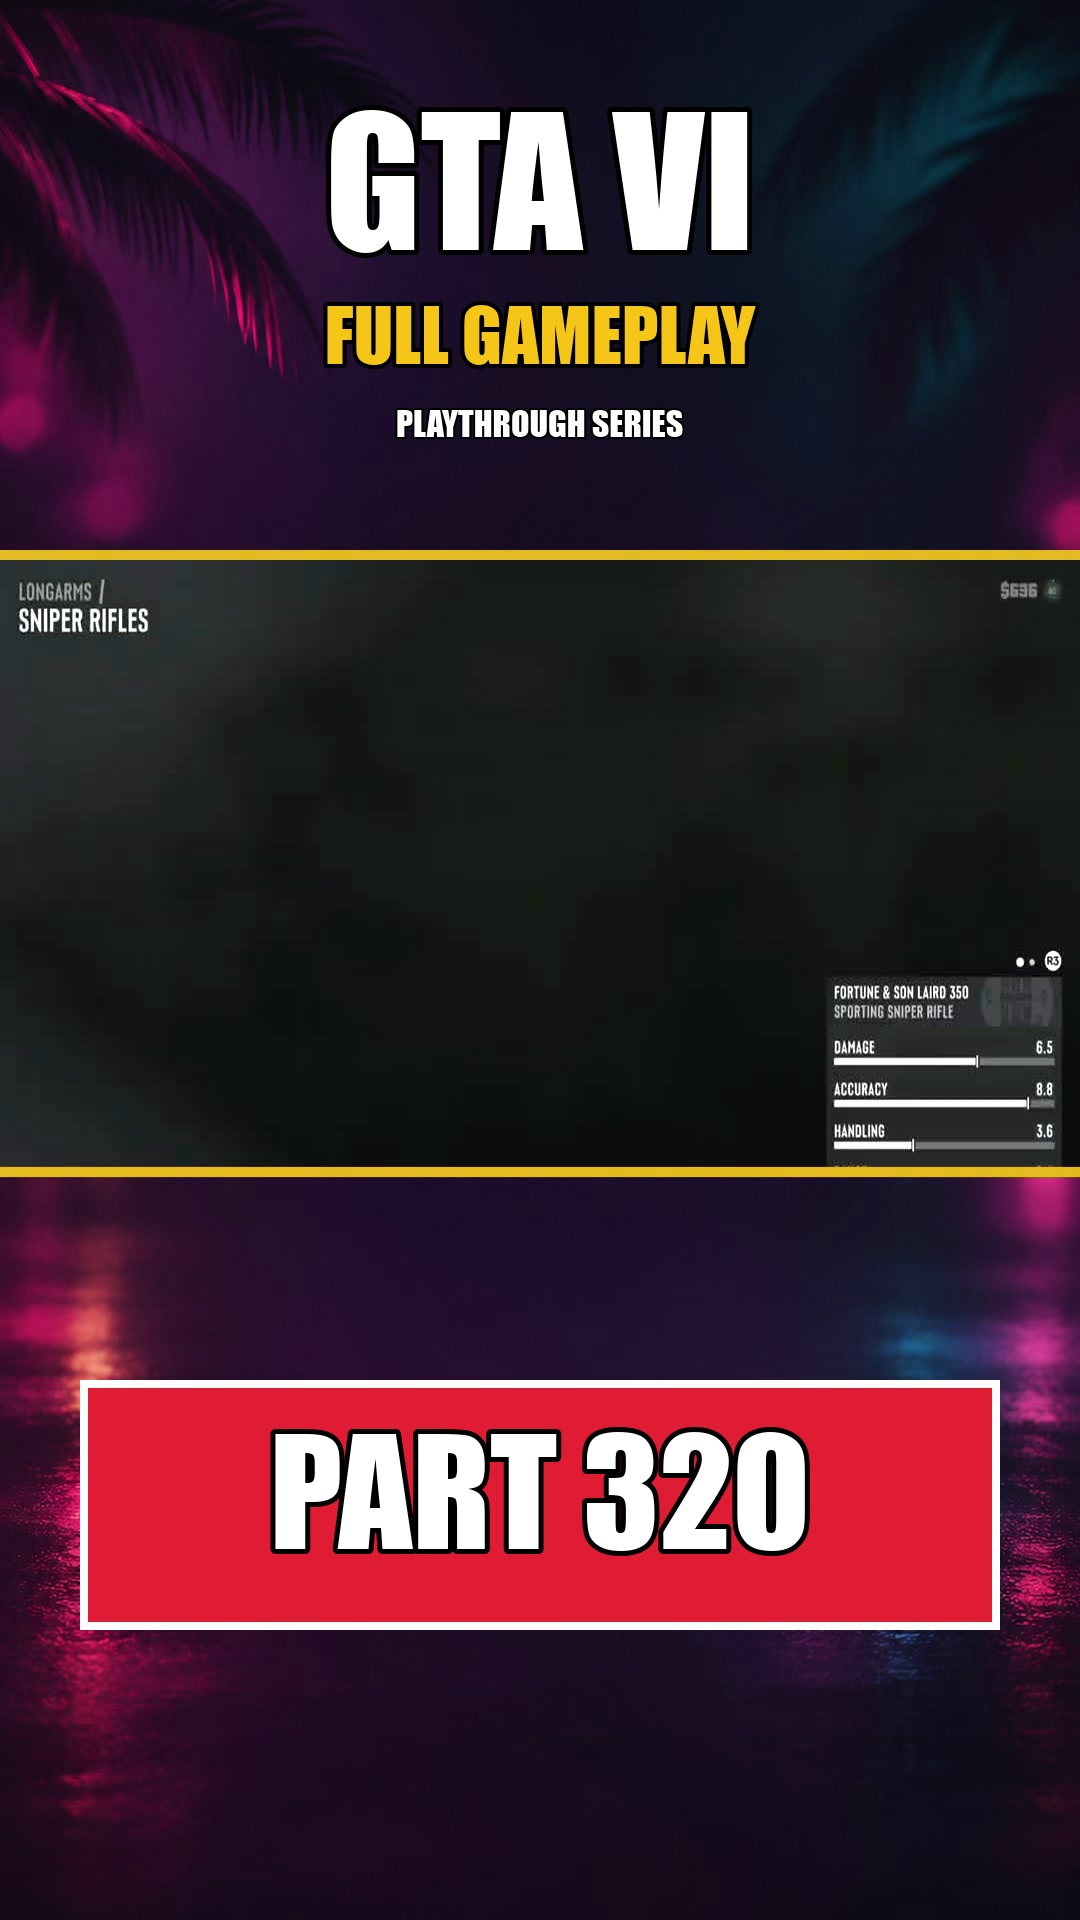 GTA VI
FULL GAMEPLAY
PLAYTHROUGH SERIES
LONGARMS /
SNIPER RIFLES
$636
R3
FORTUNE & SON LAIRD 350
SPORTING SNIPER RIFLE
DAMAGE 6.5
ACCURACY 8.8
HANDLING 3.6
PART 320